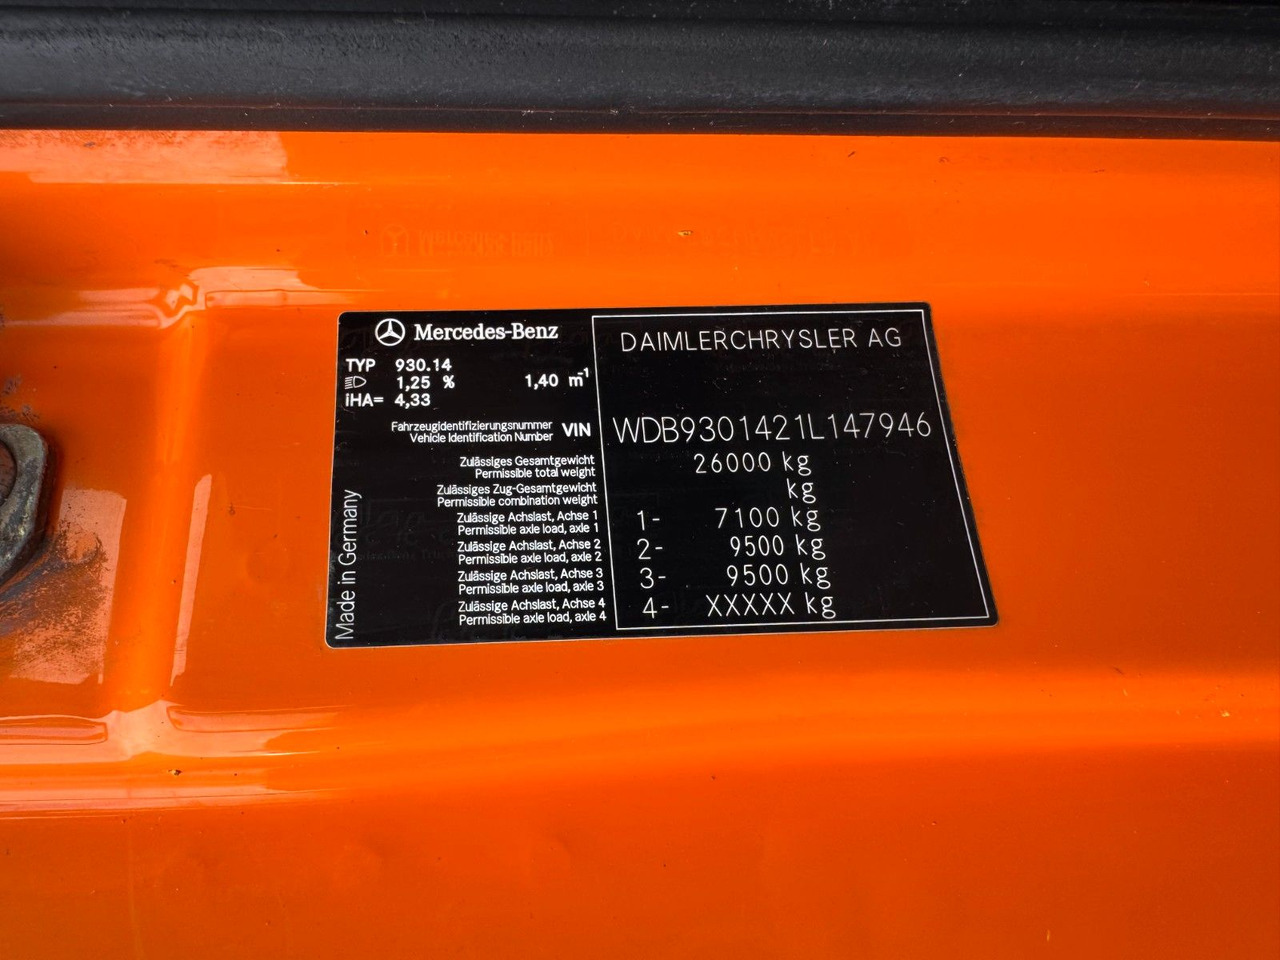 Mercedes-Benz
DAIMLERCHRYSLER AG
TYP 930.14
1,25 % 1,40 m⁻¹
iHA= 4,33
Fahrzeugidentifizierungsnummer
Vehicle Identification Number
VIN WDB9301421L147946
Zulässiges Gesamtgewicht
Permissible total weight
26000 kg
Zulässiges Zug-Gesamtgewicht
Permissible combination weight
kg
Zulässige Achslast, Achse 1
Permissible axle load, axle 1
1- 7100 kg
Zulässige Achslast, Achse 2
Permissible axle load, axle 2
2- 9500 kg
Zulässige Achslast, Achse 3
Permissible axle load, axle 3
3- 9500 kg
Zulässige Achslast, Achse 4
Permissible axle load, axle 4
4- XXXXX kg
Made in Germany